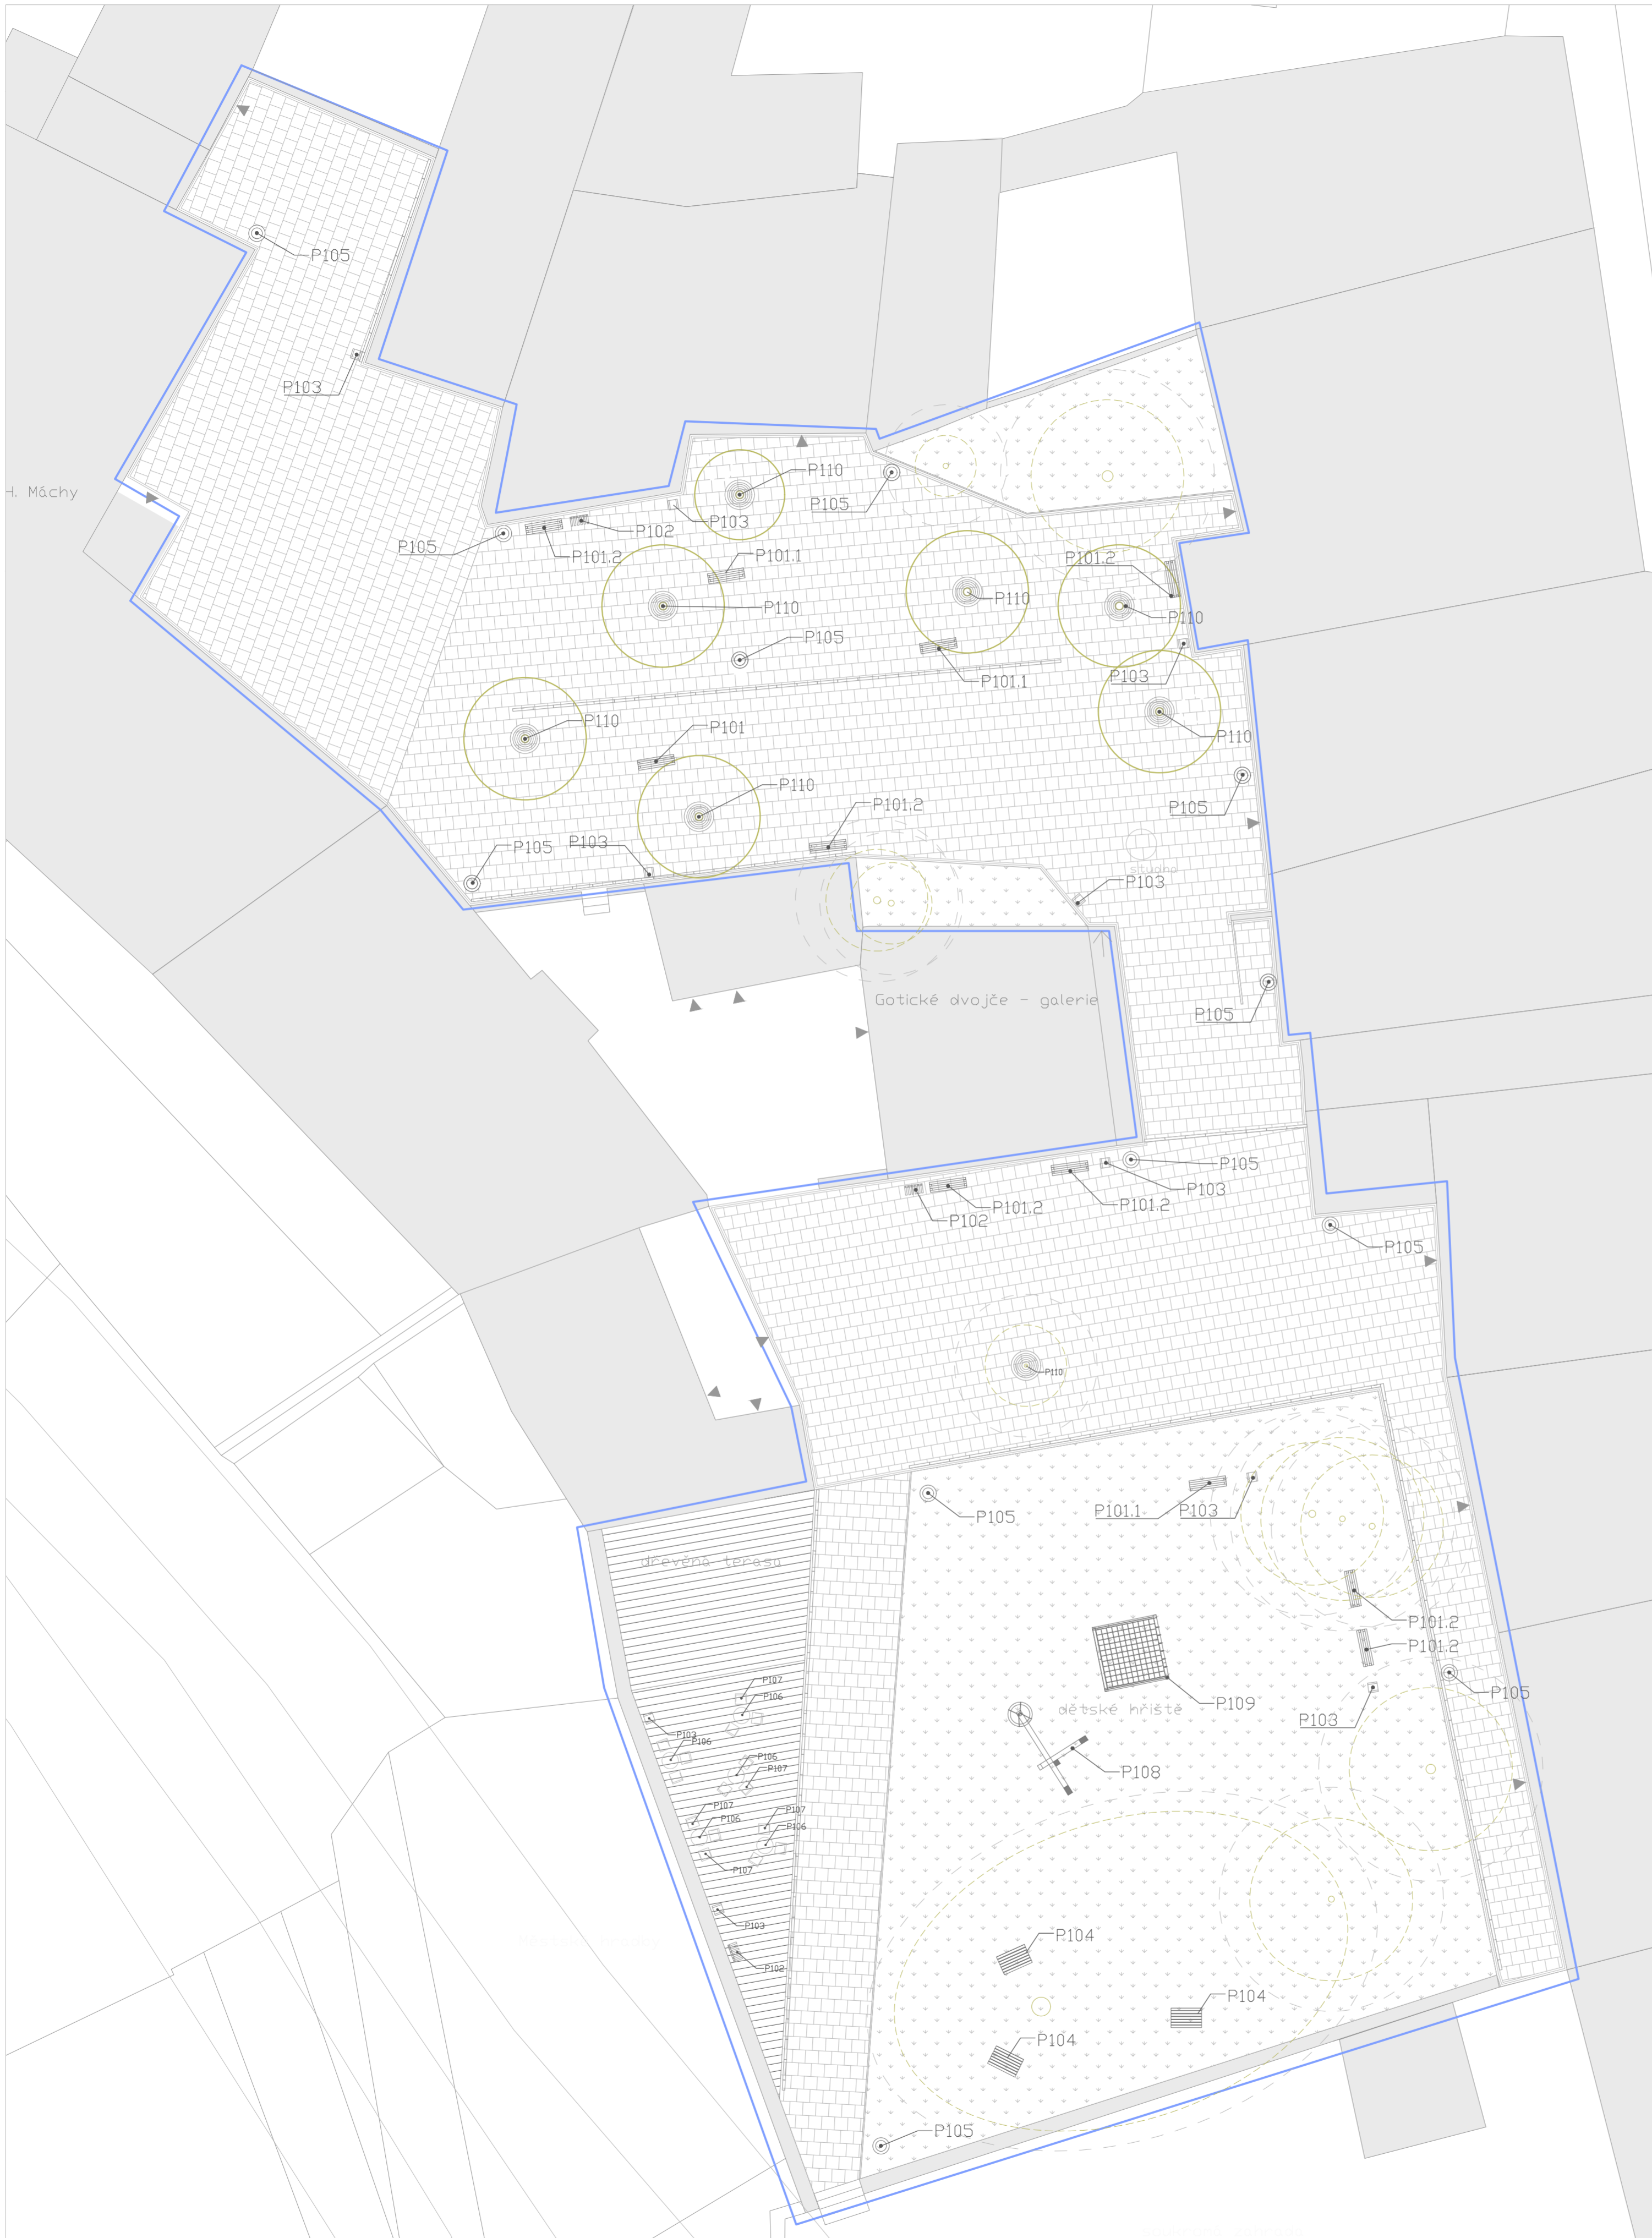 P105
P103
H. Máchy
P110
P105
P103
P102
P105
P101.2
P101.1
P101.2
P110
P110
P110
P105
P103
P101.1
P110
P101
P110
P110
P101.2
P105
P105
P103
studna
P103
Gotické dvojče - galerie
P105
P105
P103
P101.2
P101.2
P102
P105
P110
P101.1
P103
P105
dřevěná terasa
P101.2
P101.2
P107
P106
P105
P109
dětské hřiště
P103
P103
P106
P106
P107
P108
P107
P107
P106
P106
P107
P103
P104
P102
P104
P104
P105